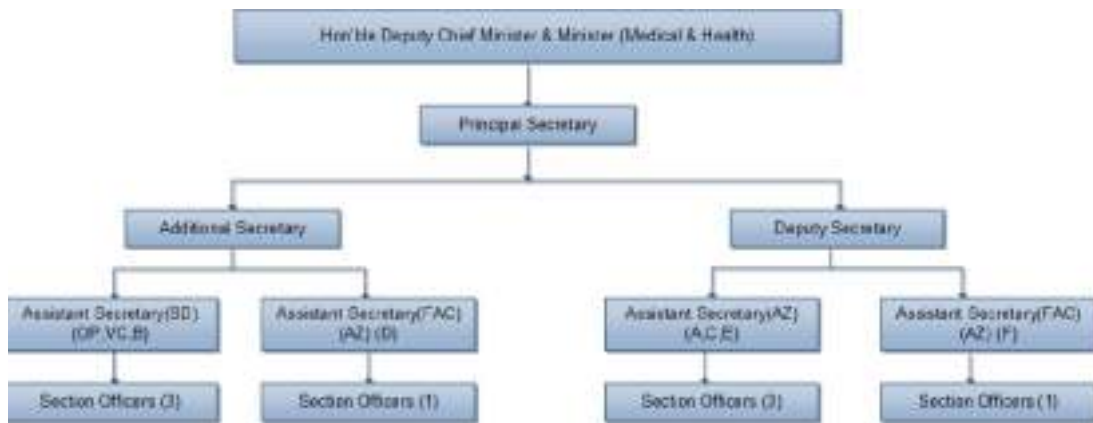 Hon'ble Deputy Chief Minister & Minister (Medical & Health)
Principal Secretary
Additional Secretary
Deputy Secretary
Assistant Secretary(SD)
(OP,VC,B)
Assistant Secretary(FAC)
(AZ) (D)
Assistant Secretary(AZ)
(A,C,E)
Assistant Secretary(FAC)
(AZ) (F)
Section Officers (3)
Section Officers (1)
Section Officers (3)
Section Officers (1)